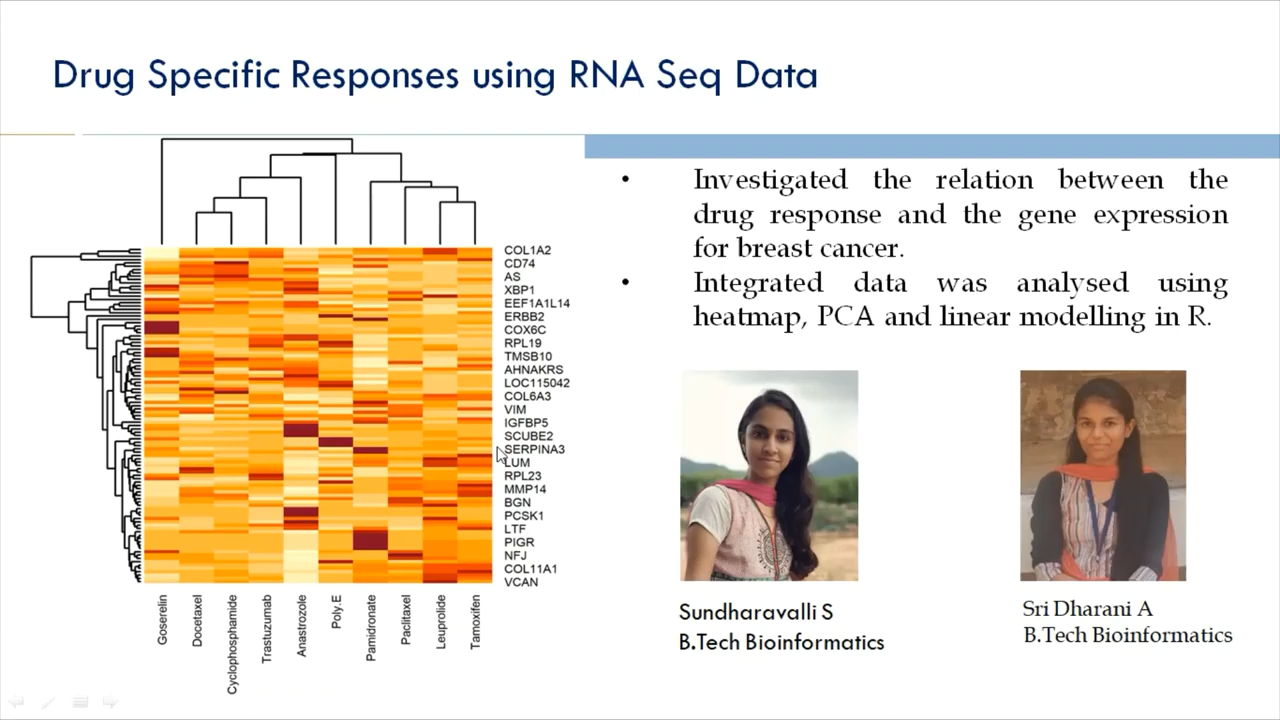 Drug Specific Responses using RNA Seq Data
COL1A2
CD74
AS
XBP1
EEF1A1L14
ERBB2
COX6C
RPL19
TMSB10
AHNAKRS
LOC115042
COL6A3
VIM
IGFBP5
SCUBE2
SERPINA3
LUM
RPL23
MMP14
BGN
PCSK1
LTF
PIGR
NFJ
COL11A1
VCAN
Goserelin
Docetaxel
Cyclophosphamide
Trastuzumab
Anastrozole
Poly.E
Pamidronate
Paclitaxel
Leuprolide
Tamoxifen
• Investigated the relation between the
drug response and the gene expression
for breast cancer.
• Integrated data was analysed using
heatmap, PCA and linear modelling in R.
Sundharavalli S
B.Tech Bioinformatics
Sri Dharani A
B.Tech Bioinformatics